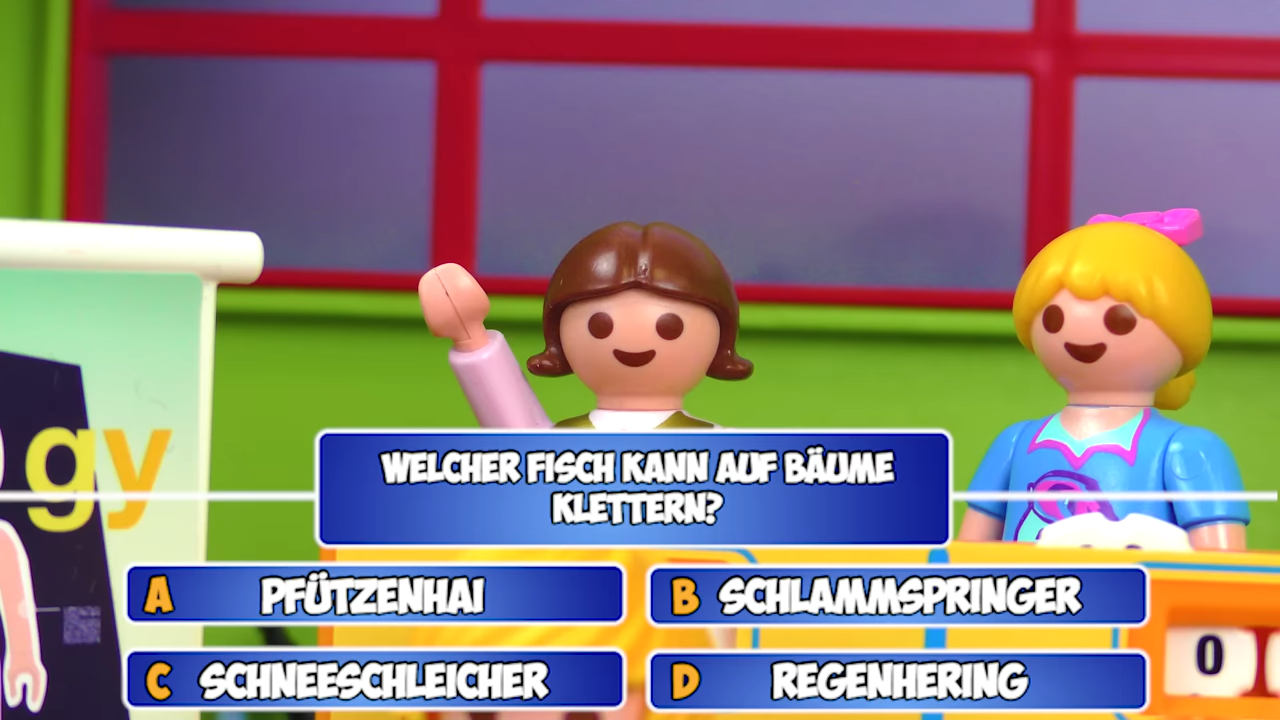 gy
WELCHER FISCH KANN AUF BÄUME
KLETTERN?
A PFÜTZENHAI
B SCHLAMMSPRINGER
C SCHNEESCHLEICHER
D REGENHERING
0